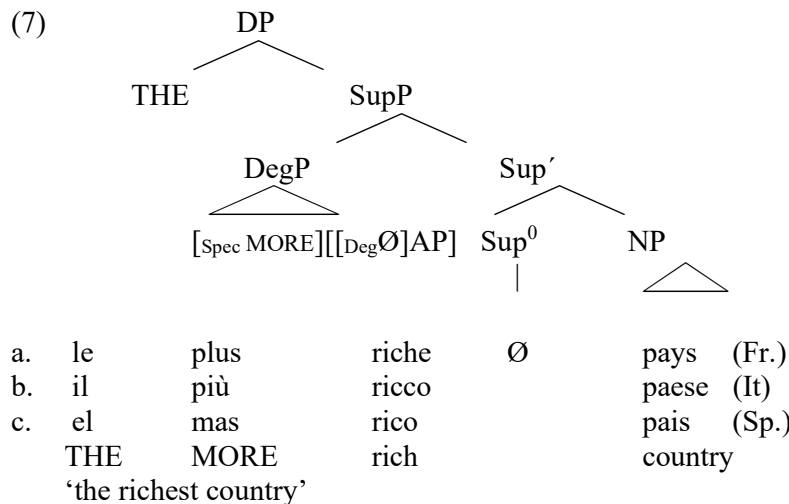 (7) DP
THE SupP
DegP Sup′
[Spec MORE][[DegØ]AP] Sup⁰ NP
a. le plus riche Ø pays (Fr.)
b. il più ricco paese (It)
c. el mas rico pais (Sp.)
THE MORE rich country
‘the richest country’